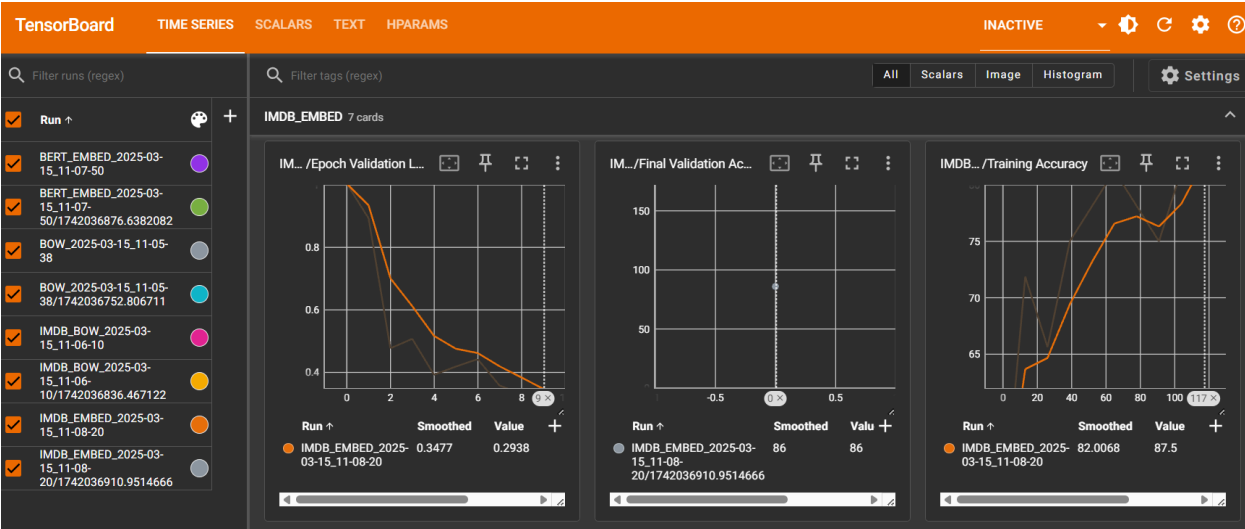 TensorBoard TIME SERIES SCALARS TEXT HPARAMS INACTIVE
Filter runs (regex)
Run ↑
BERT_EMBED_2025-03-
15_11-07-50
BERT_EMBED_2025-03-
15_11-07-
50/1742036876.6382082
BOW_2025-03-15_11-05-
38
BOW_2025-03-15_11-05-
38/1742036752.806711
IMDB_BOW_2025-03-
15_11-06-10
IMDB_BOW_2025-03-
15_11-06-
10/1742036836.467122
IMDB_EMBED_2025-03-
15_11-08-20
IMDB_EMBED_2025-03-
15_11-08-
20/1742036910.9514666
Filter tags (regex)
All Scalars Image Histogram
Settings
IMDB_EMBED 7 cards
IM... /Epoch Validation L...
0.8
0.6
0.4
0 2 4 6 8 9 ×
Run ↑ Smoothed Value +
IMDB_EMBED_2025- 0.3477 0.2938
03-15_11-08-20
IM.../Final Validation Ac...
150
100
50
-0.5 0 × 0.5
Run ↑ Smoothed Valu +
IMDB_EMBED_2025-03- 86 86
15_11-08-
20/1742036910.9514666
IMDB... /Training Accuracy
75
70
65
0 20 40 60 80 100 117 ×
Run ↑ Smoothed Value +
IMDB_EMBED_2025- 82.0068 87.5
03-15_11-08-20